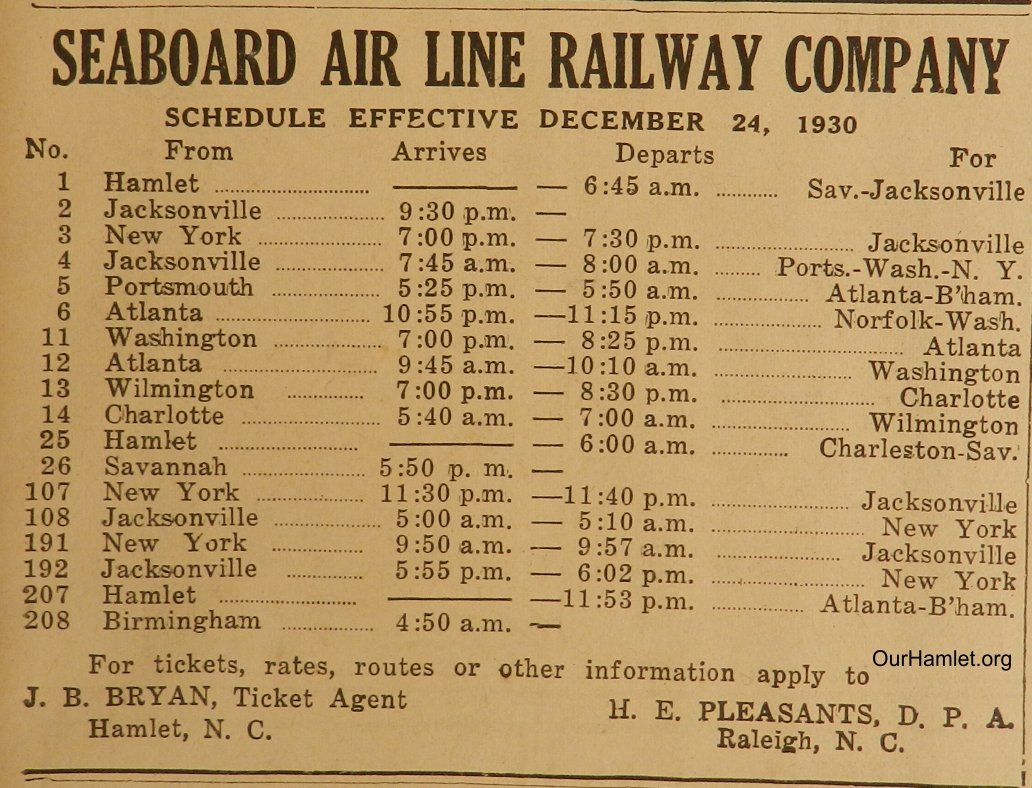 SEABOARD AIR LINE RAILWAY COMPANY
SCHEDULE EFFECTIVE DECEMBER 24, 1930
No. From Arrives Departs For
1 Hamlet .......... ——— — 6:45 a.m. .......... Sav.-Jacksonville
2 Jacksonville .......... 9:30 p.m. —
3 New York .......... 7:00 p.m. — 7:30 p.m. .......... Jacksonville
4 Jacksonville .......... 7:45 a.m. — 8:00 a.m. .......... Ports.-Wash.-N. Y.
5 Portsmouth .......... 5:25 p.m. — 5:50 a.m. .......... Atlanta-B'ham.
6 Atlanta .......... 10:55 p.m. —11:15 p.m. .......... Norfolk-Wash.
11 Washington .......... 7:00 p.m. — 8:25 p.m. .......... Atlanta
12 Atlanta .......... 9:45 a.m. —10:10 a.m. .......... Washington
13 Wilmington .......... 7:00 p.m. — 8:30 p.m. .......... Charlotte
14 Charlotte .......... 5:40 a.m. — 7:00 a.m. .......... Wilmington
25 Hamlet .......... ——— — 6:00 a.m. .......... Charleston-Sav.
26 Savannah .......... 5:50 p. m. —
107 New York .......... 11:30 p.m. —11:40 p.m. .......... Jacksonville
108 Jacksonville .......... 5:00 a.m. — 5:10 a.m. .......... New York
191 New York .......... 9:50 a.m. — 9:57 a.m. .......... Jacksonville
192 Jacksonville .......... 5:55 p.m. — 6:02 p.m. .......... New York
207 Hamlet .......... ——— —11:53 p.m. .......... Atlanta-B'ham.
208 Birmingham .......... 4:50 a.m. —
For tickets, rates, routes or other information apply to
OurHamlet.org
J. B. BRYAN, Ticket Agent
Hamlet, N. C.
H. E. PLEASANTS, D. P. A.
Raleigh, N. C.